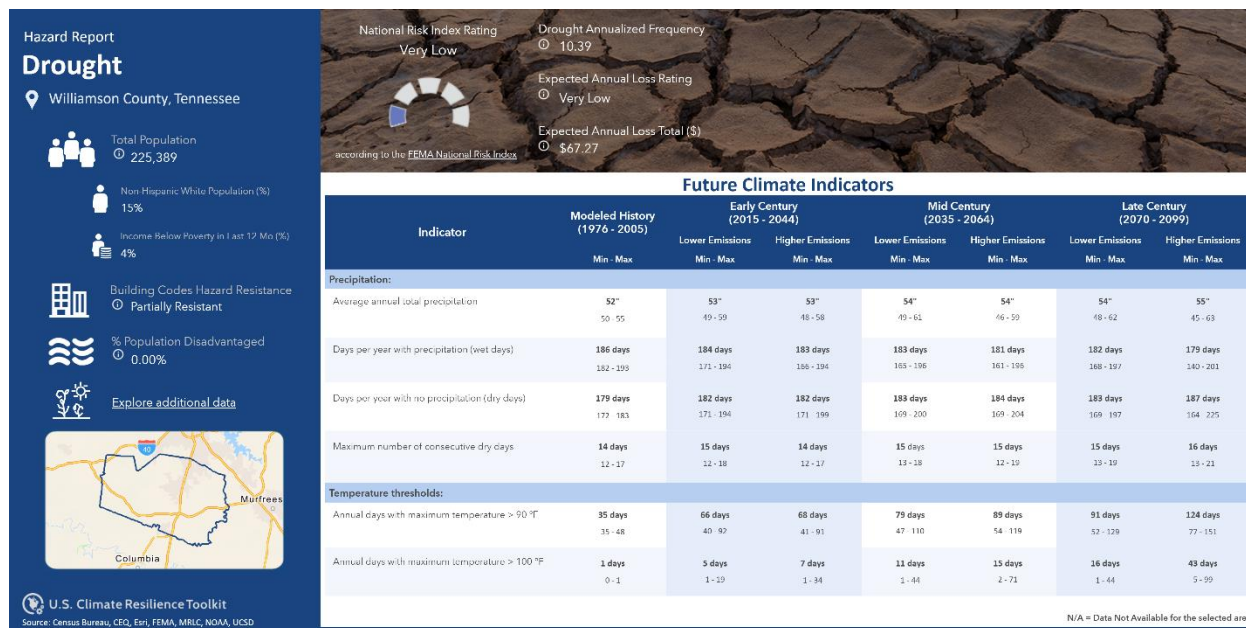 Hazard Report
Drought
Williamson County, Tennessee
Total Population
225,389
Non-Hispanic White Population (%)
15%
Income Below Poverty in Last 12 Mo (%)
4%
Building Codes Hazard Resistance
Partially Resistant
% Population Disadvantaged
0.00%
Explore additional data
40
Murfrees
Columbia
U.S. Climate Resilience Toolkit
Source: Census Bureau, CEQ, Esri, FEMA, MRLC, NOAA, UCSD
National Risk Index Rating
Very Low
according to the FEMA National Risk Index
Drought Annualized Frequency
10.39
Expected Annual Loss Rating
Very Low
Expected Annual Loss Total ($)
$67.27
Future Climate Indicators
Indicator
Modeled History
(1976 - 2005)
Early Century
(2015 - 2044)
Mid Century
(2035 - 2064)
Late Century
(2070 - 2099)
Lower Emissions Higher Emissions Lower Emissions Higher Emissions Lower Emissions Higher Emissions
Min - Max Min - Max Min - Max Min - Max Min - Max Min - Max Min - Max
Precipitation:
Average annual total precipitation 52" 53" 53" 54" 54" 54" 55"
50 - 55 49 - 59 48 - 58 49 - 61 46 - 59 48 - 62 45 - 63
Days per year with precipitation (wet days) 186 days 184 days 183 days 183 days 181 days 182 days 179 days
182 - 193 171 - 194 166 - 194 165 - 196 161 - 196 168 - 197 140 - 201
Days per year with no precipitation (dry days) 179 days 182 days 182 days 183 days 184 days 183 days 187 days
172 183 171 - 194 171 199 169 - 200 169 - 204 169 197 164 225
Maximum number of consecutive dry days 14 days 15 days 14 days 15 days 15 days 15 days 16 days
12 - 17 12 - 18 12 - 17 13 - 18 12 - 19 13 - 19 13 - 21
Temperature thresholds:
Annual days with maximum temperature > 90 °F 35 days 66 days 68 days 79 days 89 days 91 days 124 days
35 - 48 40 92 41 - 91 47 110 54 119 52 - 129 77 - 151
Annual days with maximum temperature > 100 °F 1 days 5 days 7 days 11 days 15 days 16 days 43 days
0 - 1 1 - 19 1 - 34 1 - 44 2 - 71 1 - 44 5 - 99
N/A = Data Not Available for the selected are